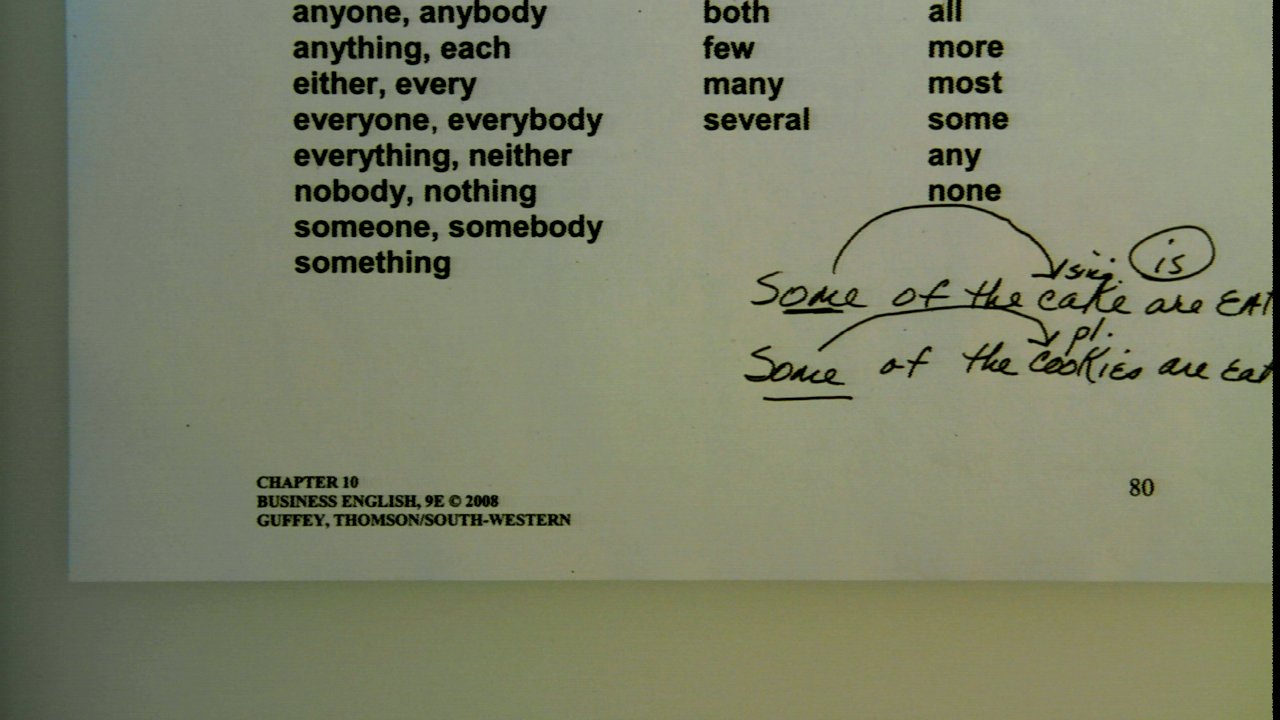 anyone, anybody both all
anything, each few more
either, every many most
everyone, everybody several some
everything, neither any
nobody, nothing none
someone, somebody
something
sing. is
Some of the cake are EAT
pl.
Some of the cookies are Eat
CHAPTER 10
BUSINESS ENGLISH, 9E © 2008
GUFFEY, THOMSON/SOUTH-WESTERN
80